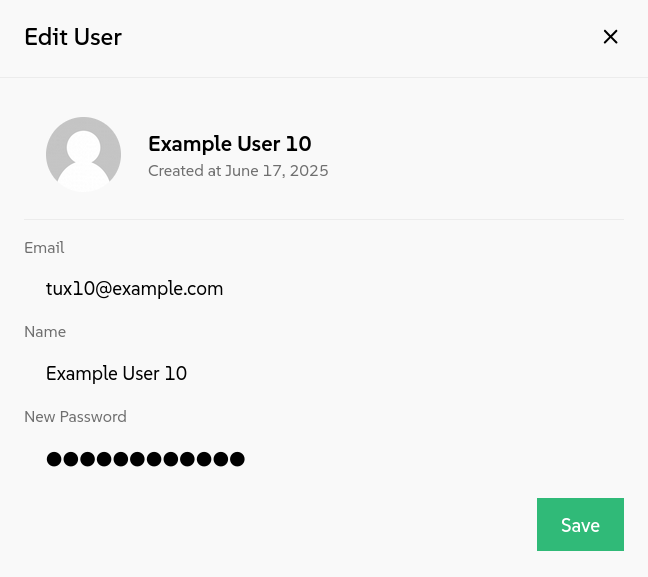 Edit User
Example User 10
Created at June 17, 2025
Email
tux10@example.com
Name
Example User 10
New Password
●●●●●●●●●●●●
Save